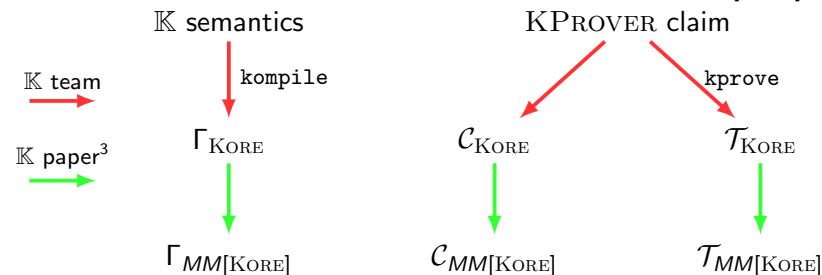 𝕂 semantics
KPROVER claim
kompile
kprove
𝕂 team
𝕂 paper³
Γ_KORE
𝒞_KORE
𝒯_KORE
Γ_MM[KORE]
𝒞_MM[KORE]
𝒯_MM[KORE]